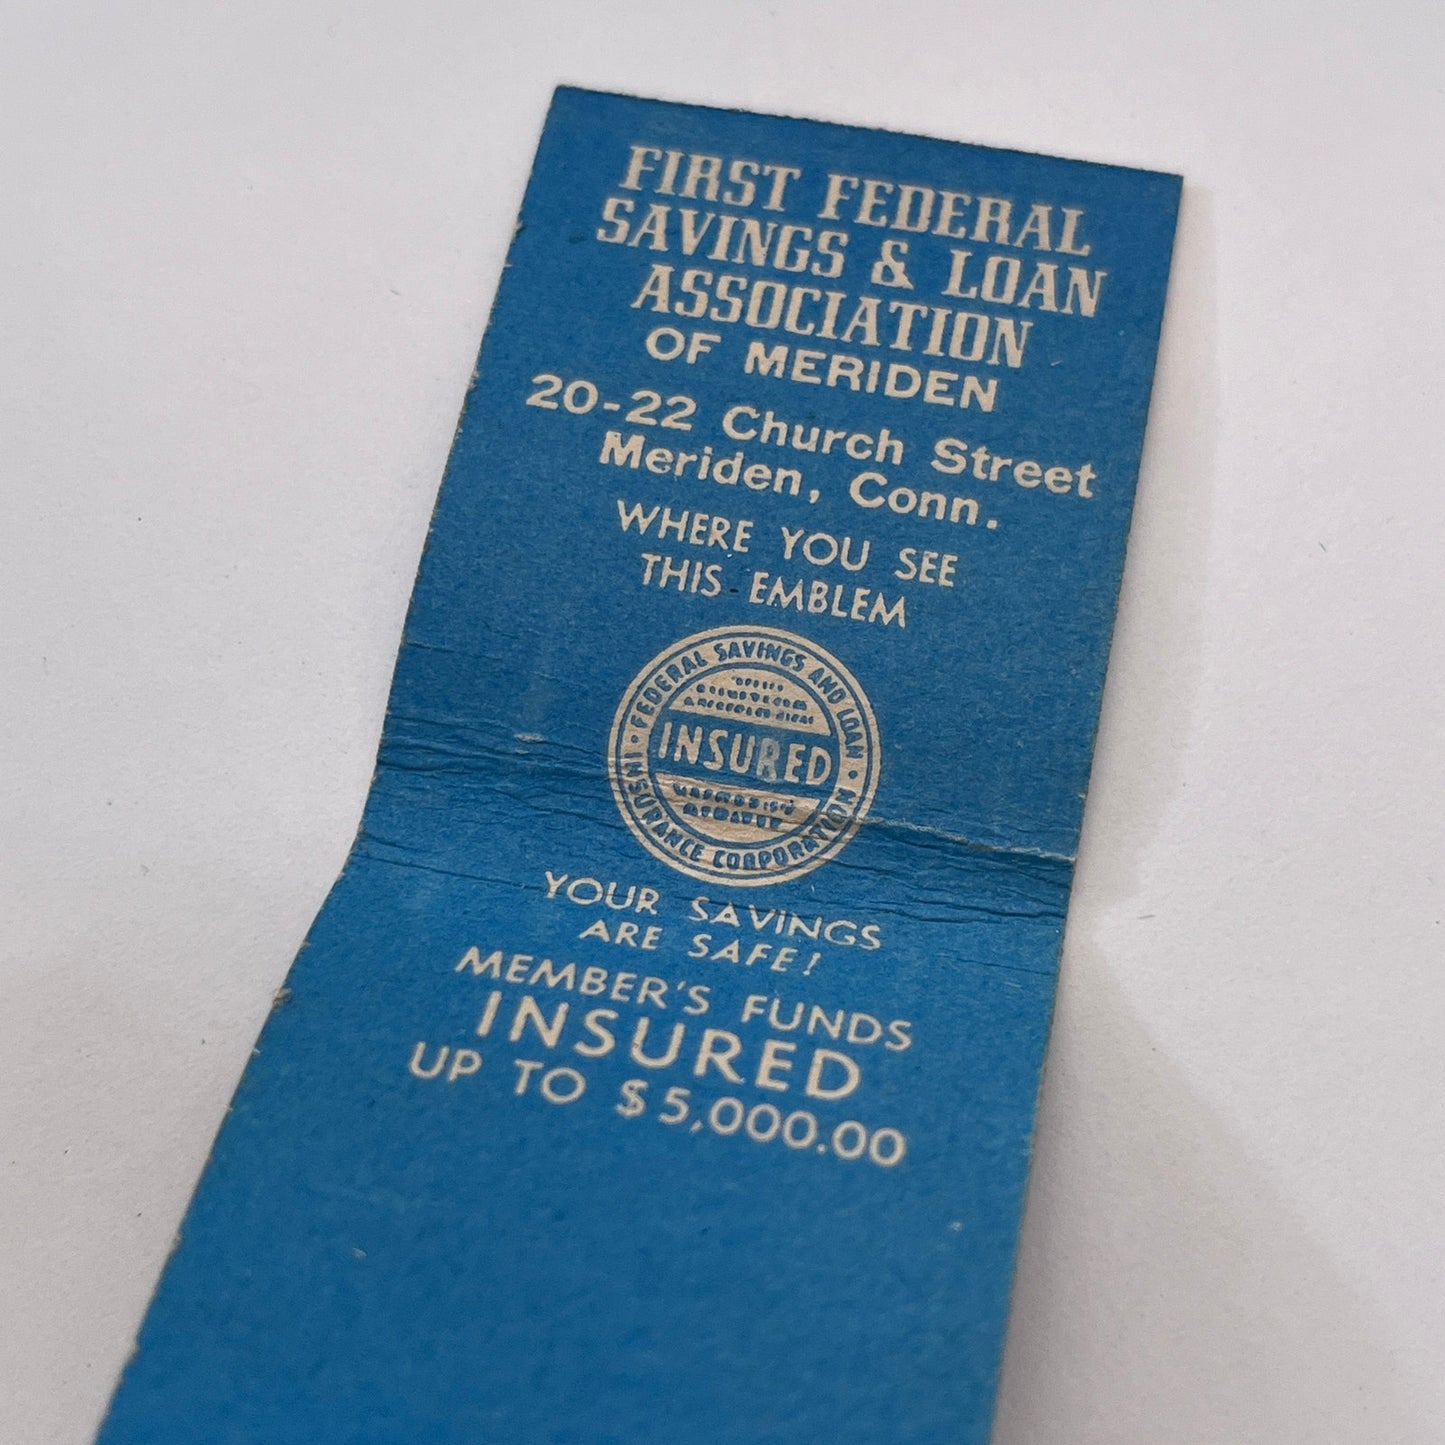 FIRST FEDERAL
SAVINGS & LOAN
ASSOCIATION
OF MERIDEN
20-22 Church Street
Meriden, Conn.
WHERE YOU SEE
THIS EMBLEM
FEDERAL SAVINGS AND LOAN
INSURED
INSURANCE CORPORATION
YOUR SAVINGS
ARE SAFE!
MEMBER'S FUNDS
INSURED
UP TO $5,000.00